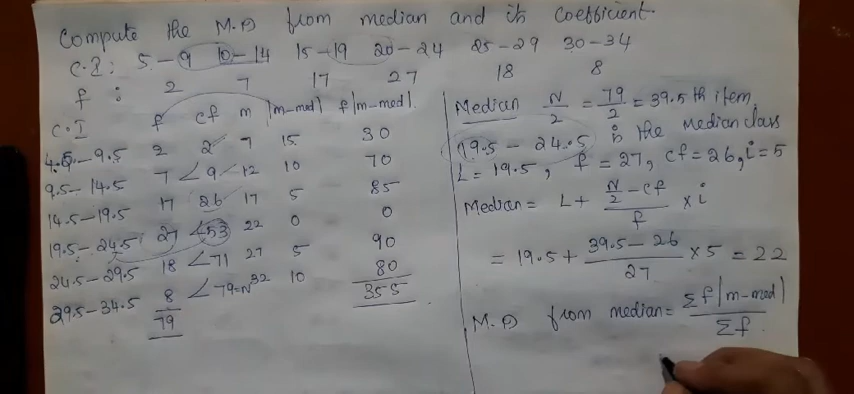 Compute the M.D from median and its coefficient
C.I : 5-9 10-14 15-19 20-24 25-29 30-34
f : 2 7 17 27 18 8
C.I f cf m |m-med| f|m-med|
4.5-9.5 2 2 7 15 30
9.5-14.5 7 9 12 10 70
14.5-19.5 17 26 17 5 85
19.5-24.5 27 53 22 0 0
24.5-29.5 18 71 27 5 90
29.5-34.5 8 79=N 32 10 80
79 355
Median N/2 = 79/2 = 39.5th item
19.5-24.5 is the Median class
L=19.5, f=27, cf=26, i=5
Median = L+ (N/2-cf)/f × i
= 19.5+ (39.5-26)/27 ×5 = 22
M.D from median = Σf|m-med|/Σf